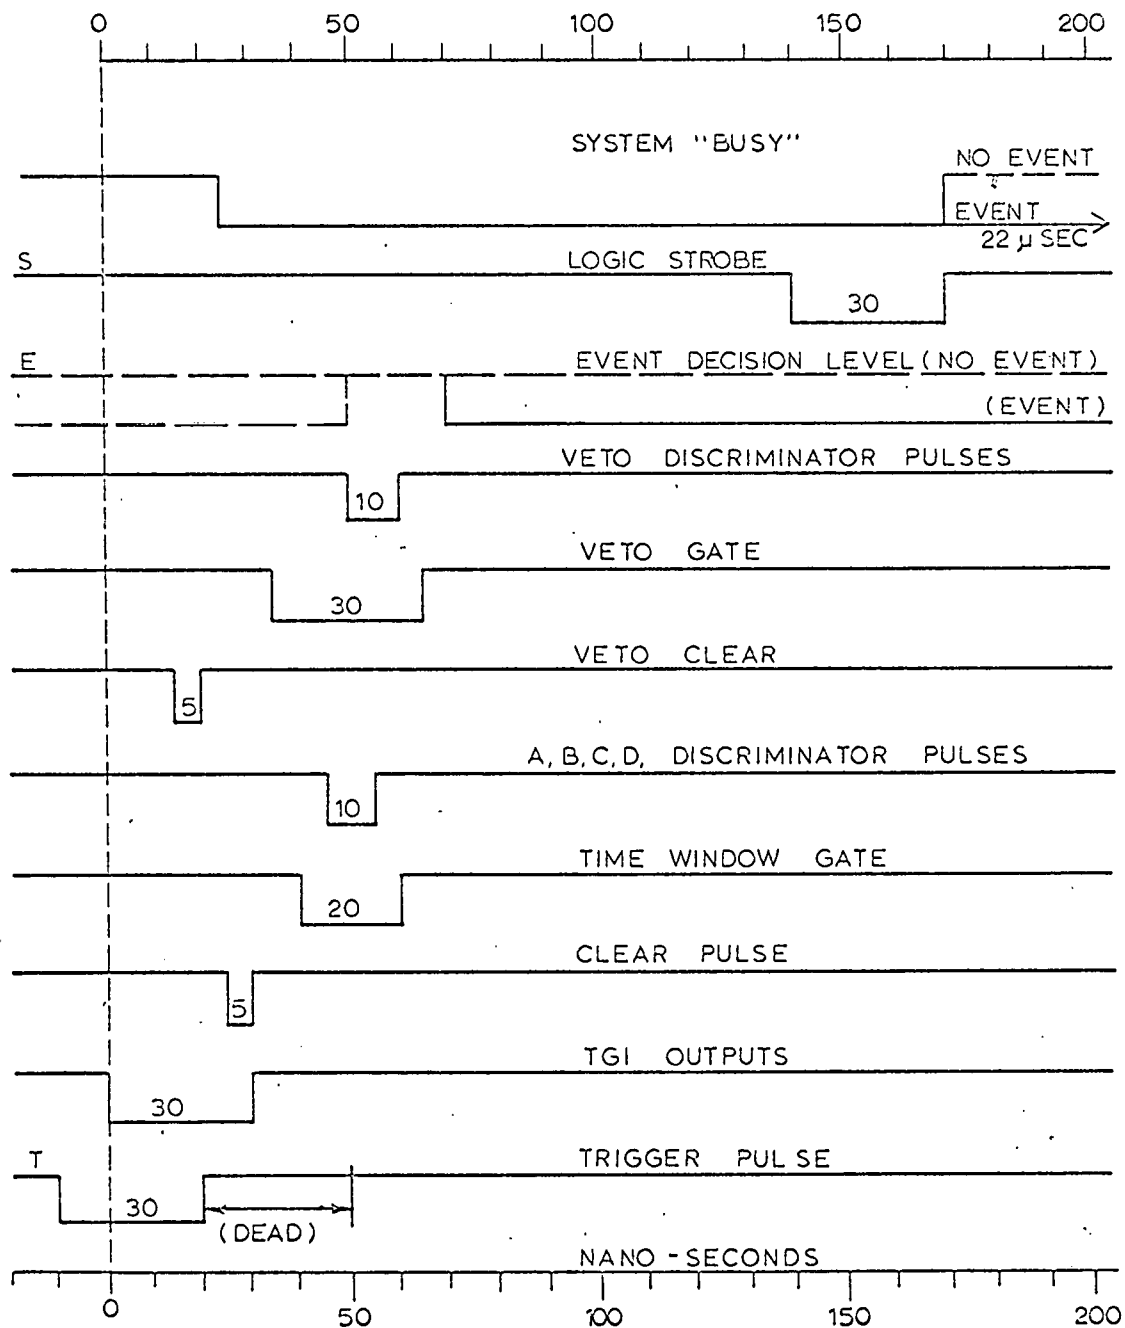 0 50 100 150 200
SYSTEM "BUSY"
NO EVENT
EVENT
22 μ SEC
S LOGIC STROBE
30
E EVENT DECISION LEVEL (NO EVENT)
(EVENT)
VETO DISCRIMINATOR PULSES
10
VETO GATE
30
VETO CLEAR
5
A, B, C, D, DISCRIMINATOR PULSES
10
TIME WINDOW GATE
20
CLEAR PULSE
5
TGI OUTPUTS
30
T TRIGGER PULSE
30
(DEAD)
NANO-SECONDS
0 50 100 150 200